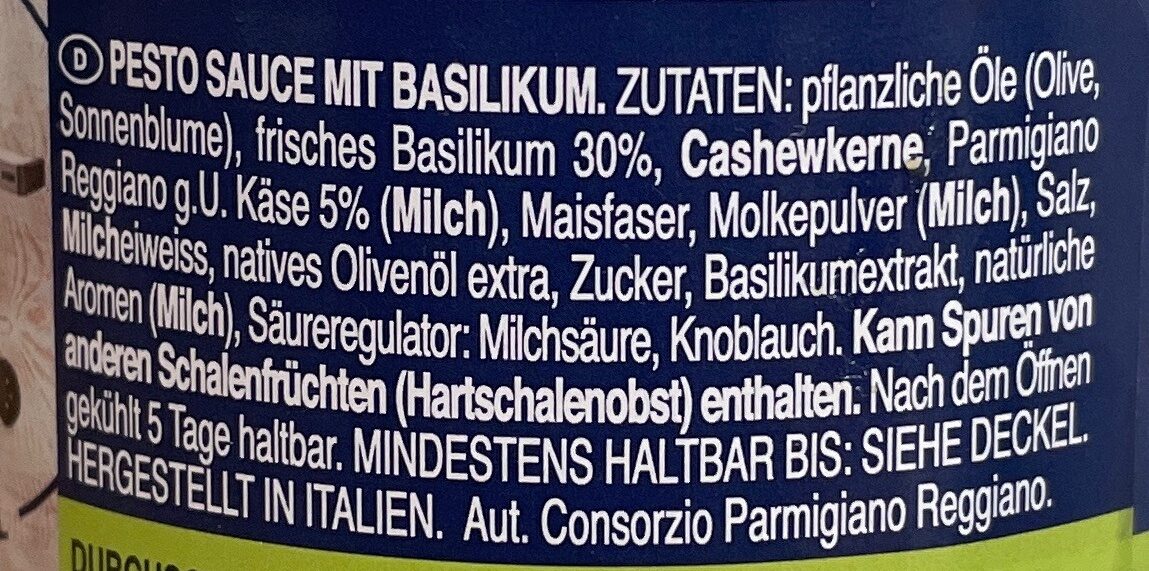 D PESTO SAUCE MIT BASILIKUM. ZUTATEN: pflanzliche Öle (Olive,
Sonnenblume), frisches Basilikum 30%, Cashewkerne, Parmigiano
Reggiano g.U. Käse 5% (Milch), Maisfaser, Molkepulver (Milch), Salz,
Milcheiweiss, natives Olivenöl extra, Zucker, Basilikumextrakt, natürliche
Aromen (Milch), Säureregulator: Milchsäure, Knoblauch. Kann Spuren von
anderen Schalenfrüchten (Hartschalenobst) enthalten. Nach dem Öffnen
gekühlt 5 Tage haltbar. MINDESTENS HALTBAR BIS: SIEHE DECKEL.
HERGESTELLT IN ITALIEN. Aut. Consorzio Parmigiano Reggiano.